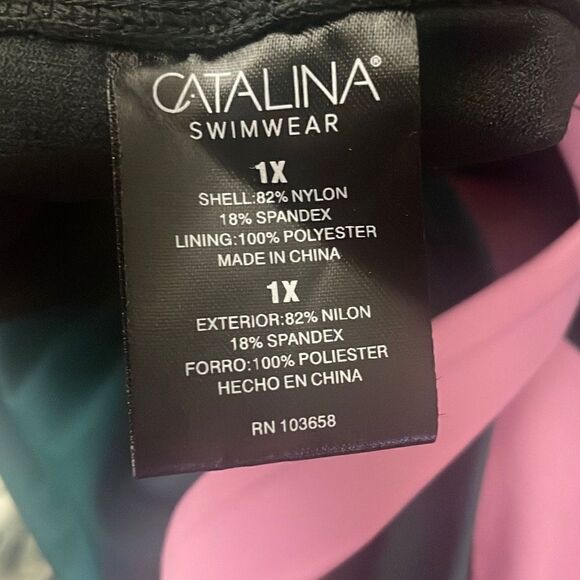 CATALINA®
SWIMWEAR
1X
SHELL:82% NYLON
18% SPANDEX
LINING:100% POLYESTER
MADE IN CHINA
1X
EXTERIOR:82% NILON
18% SPANDEX
FORRO:100% POLIESTER
HECHO EN CHINA
RN 103658